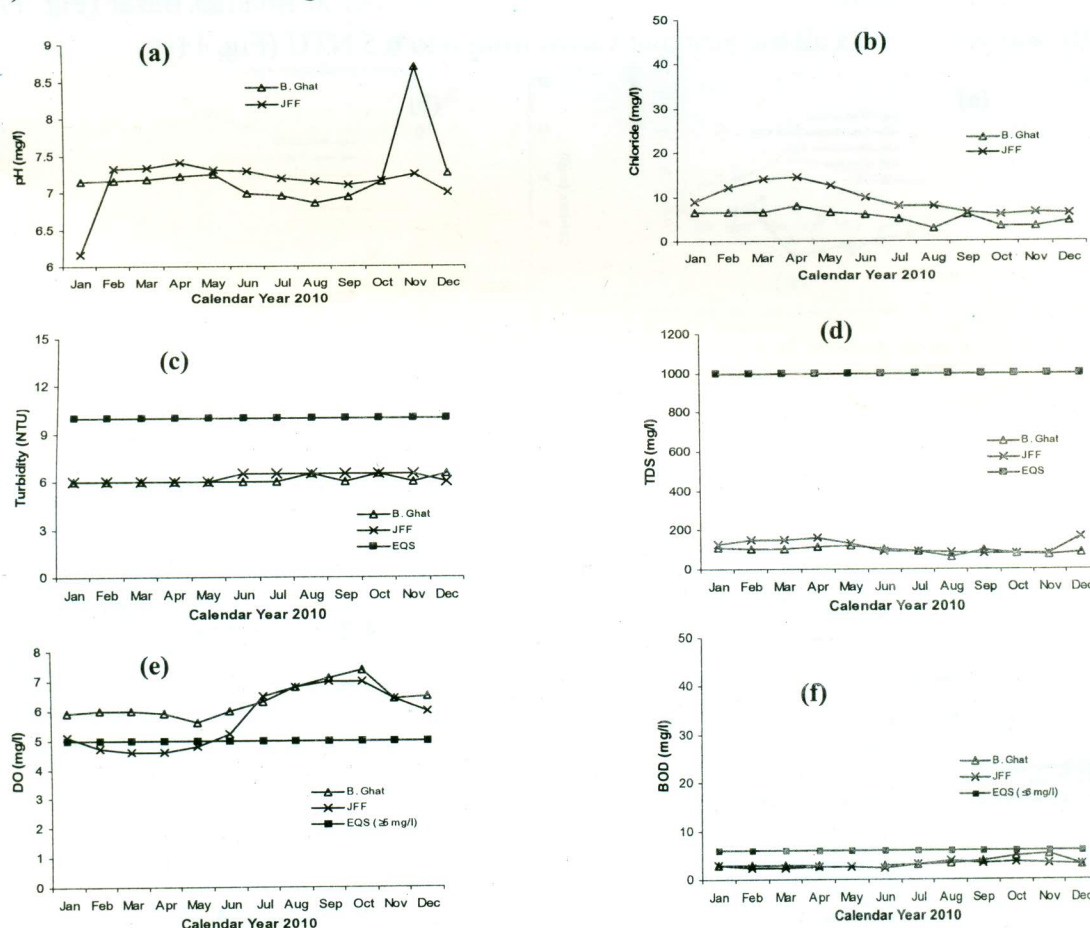 (a)
9
8.5
8
7.5
7
6.5
6
pH (mg/l)
B. Ghat
JFF
Jan Feb Mar Apr May Jun Jul Aug Sep Oct Nov Dec
Calendar Year 2010
(b)
50
40
30
20
10
0
Chloride (mg/l)
B. Ghat
JFF
Jan Feb Mar Apr May Jun Jul Aug Sep Oct Nov Dec
Calendar Year 2010
(c)
15
12
9
6
3
0
Turbidity (NTU)
B. Ghat
JFF
EQS
Jan Feb Mar Apr May Jun Jul Aug Sep Oct Nov Dec
Calendar Year 2010
(d)
1200
1000
800
600
400
200
0
TDS (mg/l)
B. Ghat
JFF
EQS
Jan Feb Mar Apr May Jun Jul Aug Sep Oct Nov Dec
Calendar Year 2010
(e)
8
7
6
5
4
3
2
1
0
DO (mg/l)
B. Ghat
JFF
EQS (≥5 mg/l)
Jan Feb Mar Apr May Jun Jul Aug Sep Oct Nov Dec
Calendar Year 2010
(f)
50
40
30
20
10
0
BOD (mg/l)
B. Ghat
JFF
EQS (≤6 mg/l)
Jan Feb Mar Apr May Jun Jul Aug Sep Oct Nov Dec
Calendar Year 2010